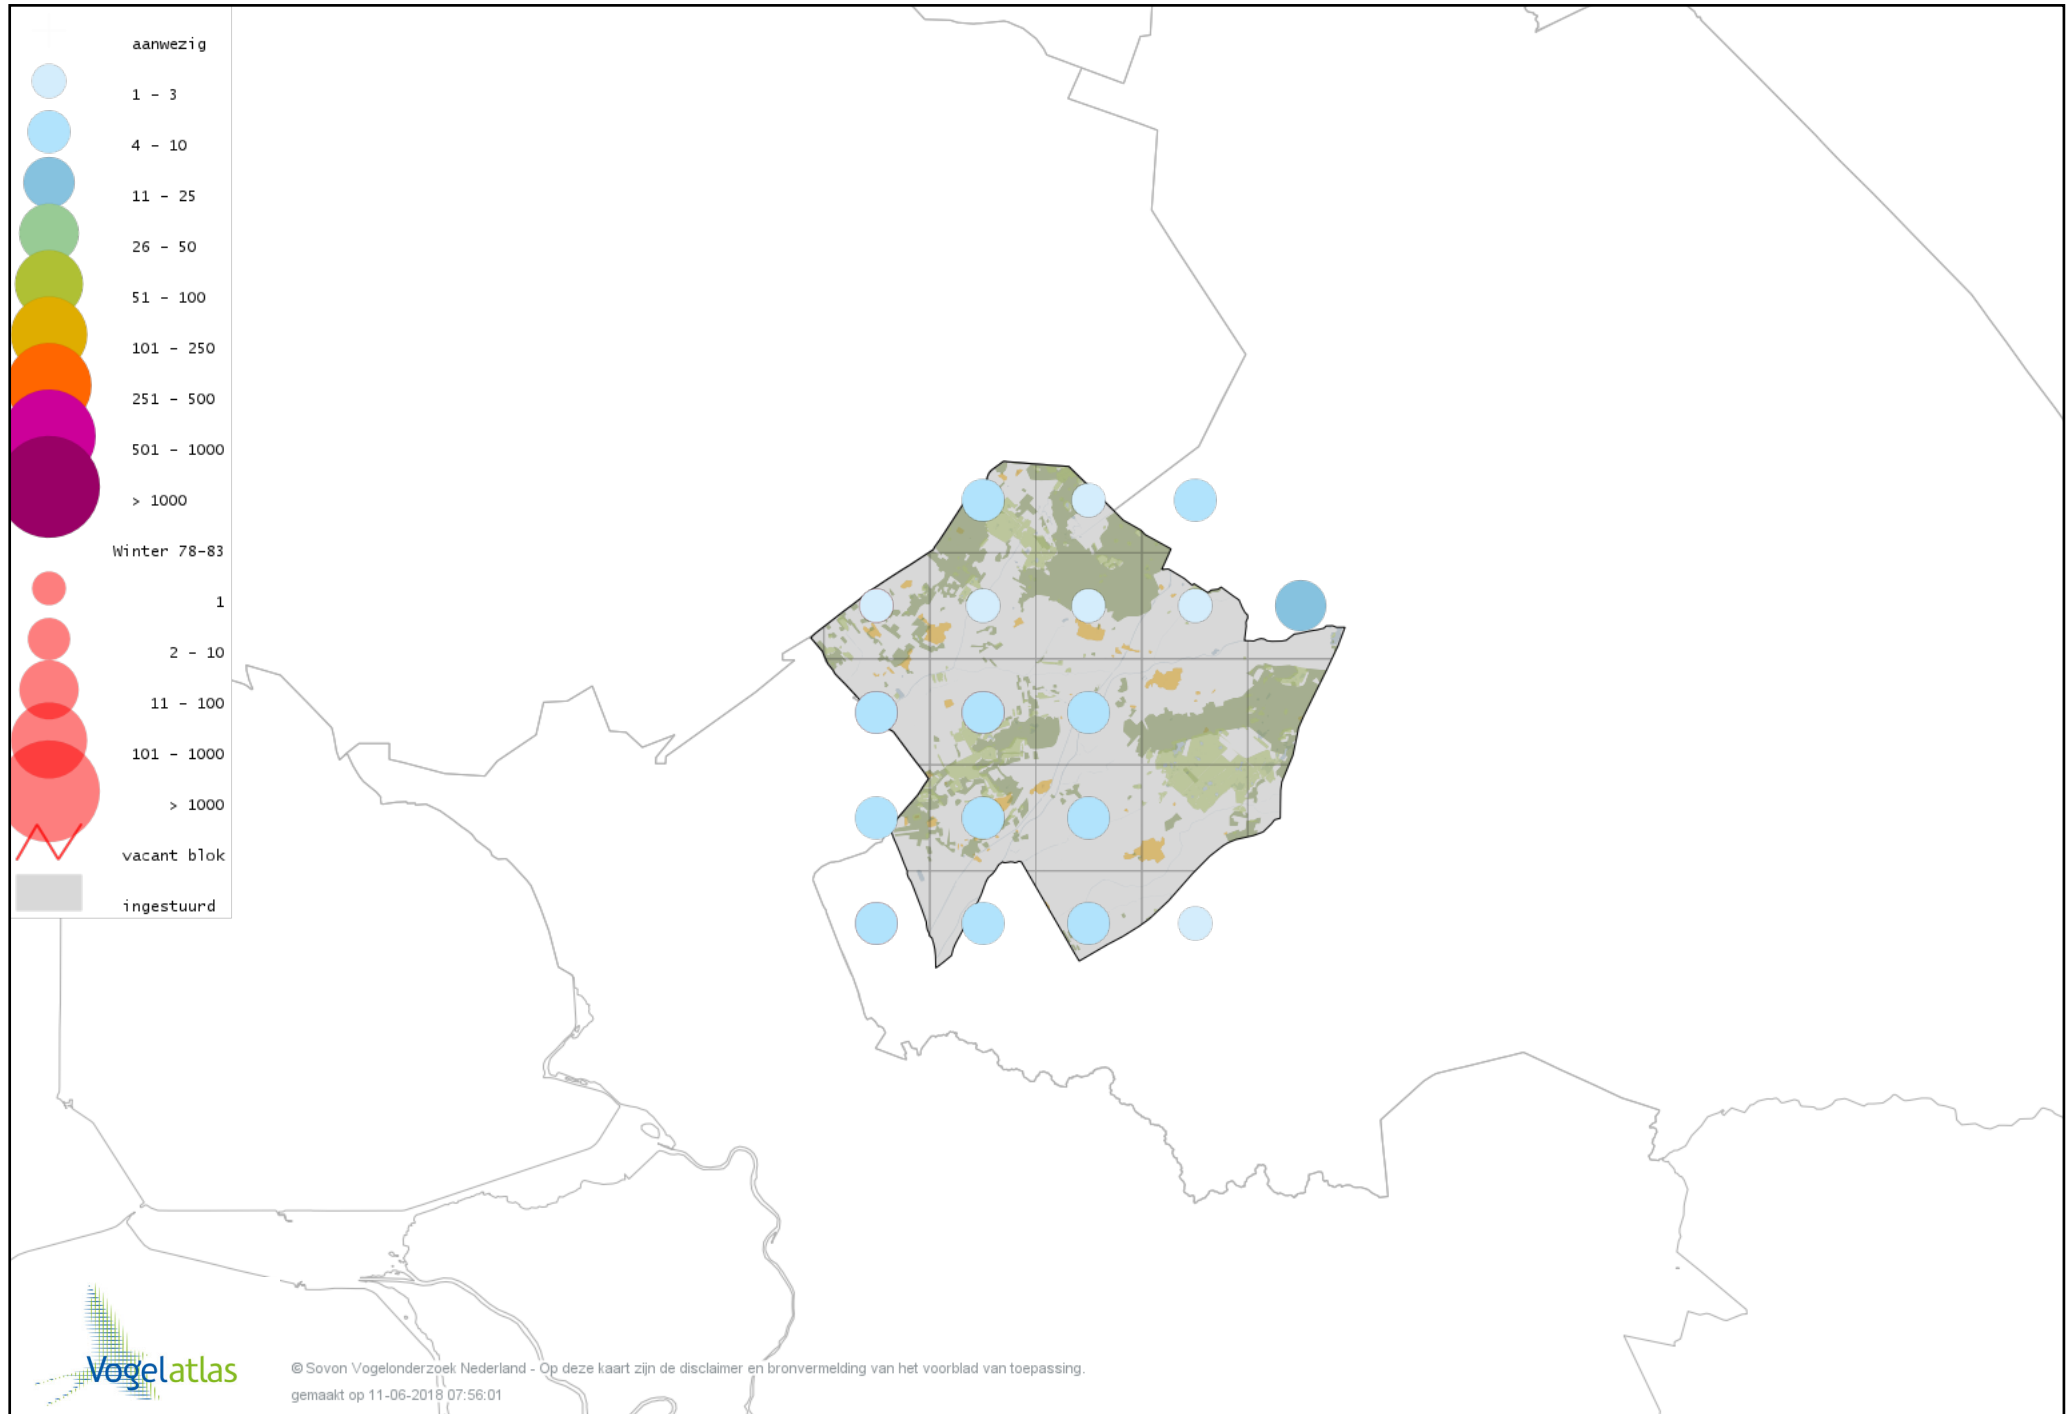 aanwezig
1 – 3
4 – 10
11 – 25
26 – 50
51 – 100
101 – 250
251 – 500
501 – 1000
> 1000
Winter 78–83
1
2 – 10
11 – 100
101 – 1000
> 1000
vacant blok
ingestuurd
Vogelatlas
© Sovon Vogelonderzoek Nederland - Op deze kaart zijn de disclaimer en bronvermelding van het voorblad van toepassing.
gemaakt op 11-06-2018 07:56:01